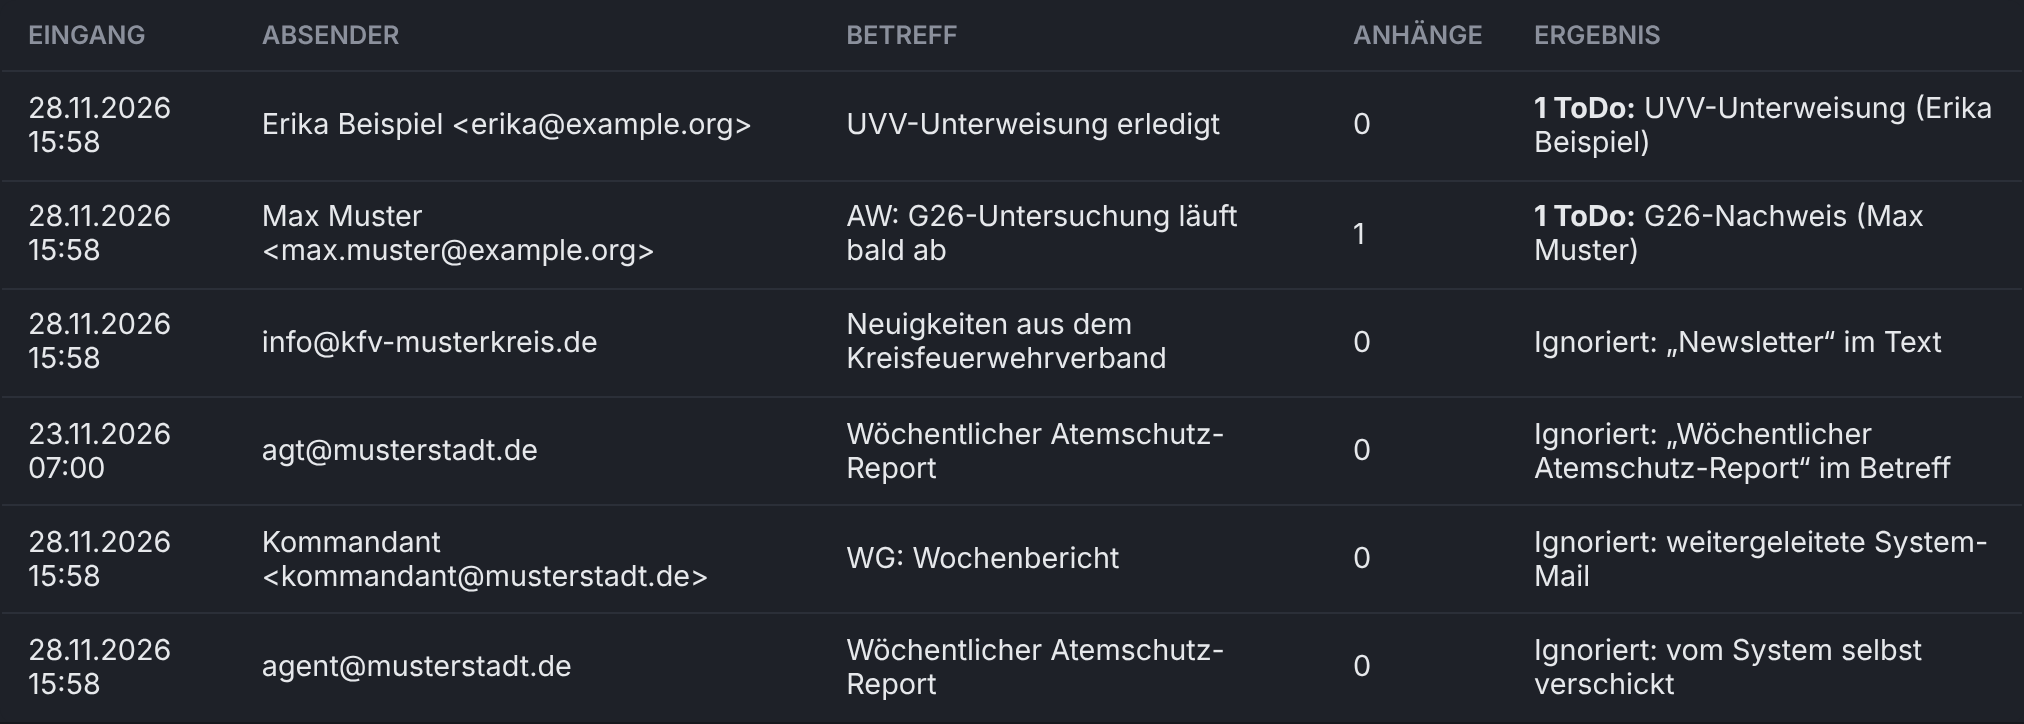 EINGANG ABSENDER BETREFF ANHÄNGE ERGEBNIS
28.11.2026 15:58 Erika Beispiel <erika@example.org> UVV-Unterweisung erledigt 0 1 ToDo: UVV-Unterweisung (Erika Beispiel)
28.11.2026 15:58 Max Muster <max.muster@example.org> AW: G26-Untersuchung läuft bald ab 1 1 ToDo: G26-Nachweis (Max Muster)
28.11.2026 15:58 info@kfv-musterkreis.de Neuigkeiten aus dem Kreisfeuerwehrverband 0 Ignoriert: „Newsletter“ im Text
23.11.2026 07:00 agt@musterstadt.de Wöchentlicher Atemschutz-Report 0 Ignoriert: „Wöchentlicher Atemschutz-Report“ im Betreff
28.11.2026 15:58 Kommandant <kommandant@musterstadt.de> WG: Wochenbericht 0 Ignoriert: weitergeleitete System-Mail
28.11.2026 15:58 agent@musterstadt.de Wöchentlicher Atemschutz-Report 0 Ignoriert: vom System selbst verschickt